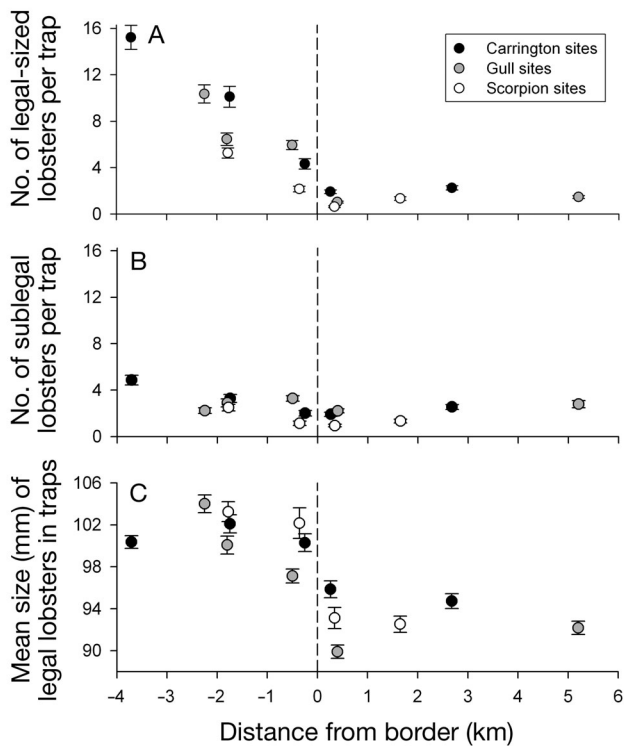 A
No. of legal-sized
lobsters per trap
16
12
8
4
0
Carrington sites
Gull sites
Scorpion sites
B
No. of sublegal
lobsters per trap
16
12
8
4
0
C
Mean size (mm) of
legal lobsters in traps
106
102
98
94
90
−4 −3 −2 −1 0 1 2 3 4 5 6
Distance from border (km)